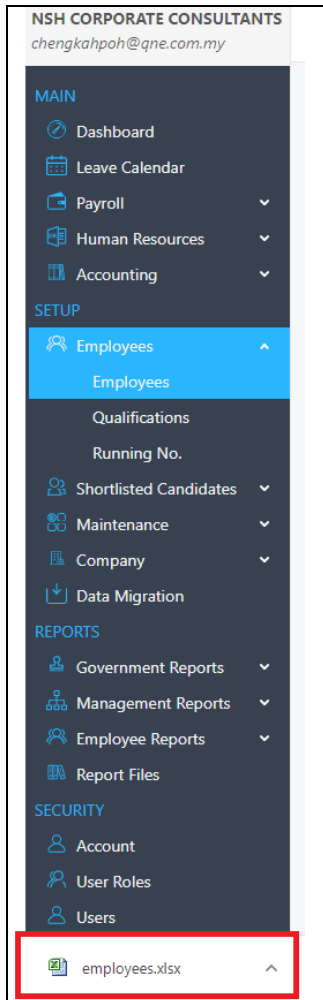 NSH CORPORATE CONSULTANTS
chengkahpoh@qne.com.my
MAIN
Dashboard
Leave Calendar
Payroll
Human Resources
Accounting
SETUP
Employees
Employees
Qualifications
Running No.
Shortlisted Candidates
Maintenance
Company
Data Migration
REPORTS
Government Reports
Management Reports
Employee Reports
Report Files
SECURITY
Account
User Roles
Users
employees.xlsx